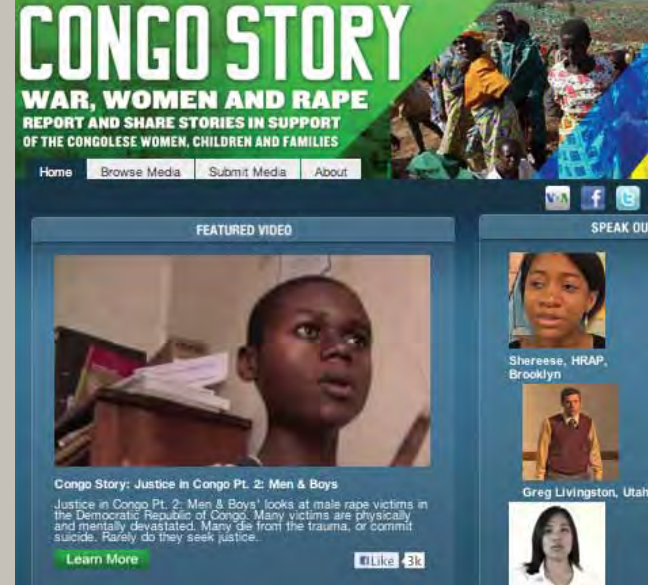 CONGO STORY
WAR, WOMEN AND RAPE
REPORT AND SHARE STORIES IN SUPPORT
OF THE CONGOLESE WOMEN, CHILDREN AND FAMILIES
Home Browse Media Submit Media About
VOA f t
FEATURED VIDEO
SPEAK OU
Shereese, HRAP,
Brooklyn
Greg Livingston, Utah
Congo Story: Justice in Congo Pt. 2: Men & Boys
Justice in Congo Pt. 2: Men & Boys' looks at male rape victims in
the Democratic Republic of Congo. Many victims are physically
and mentally devastated. Many die from the trauma, or commit
suicide. Rarely do they seek justice.
Learn More
Like 3k